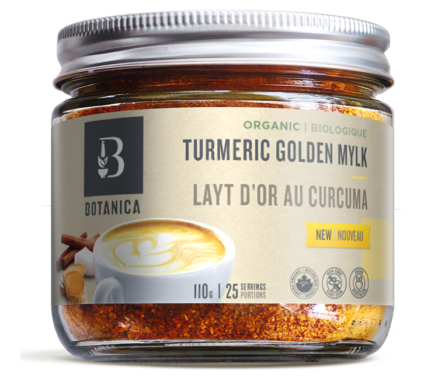 ORGANIC | BIOLOGIQUE
TURMERIC GOLDEN MYLK
LAYT D'OR AU CURCUMA
B
BOTANICA
NEW NOUVEAU
110g | 25 SERVINGS PORTIONS